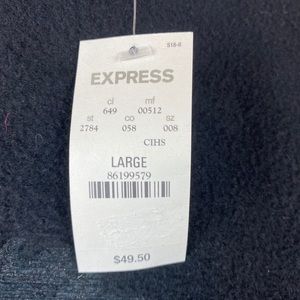 S18-8
EXPRESS
cl mf
649 00512
st co sz
2784 058 008
CIHS
LARGE
86199579
$49.50